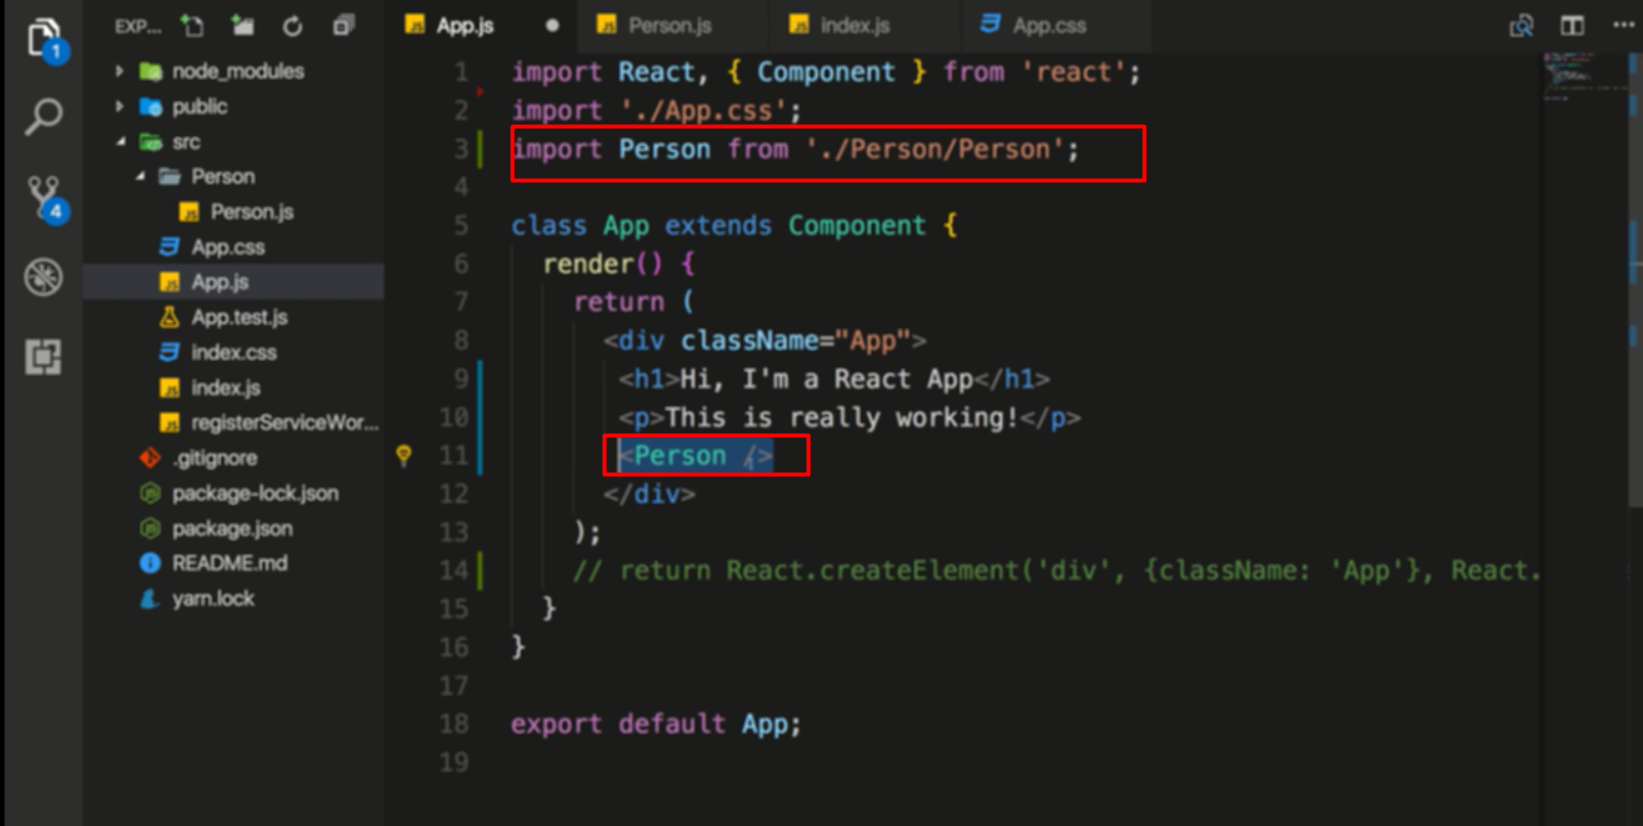 EXP...
App.js
Person.js
index.js
App.css
1
node_modules
public
src
Person
Person.js
4
App.css
App.js
App.test.js
index.css
index.js
registerServiceWor...
.gitignore
package-lock.json
package.json
README.md
yarn.lock
1 import React, { Component } from 'react';
2 import './App.css';
3 import Person from './Person/Person';
4
5 class App extends Component {
6 render() {
7 return (
8 <div className="App">
9 <h1>Hi, I'm a React App</h1>
10 <p>This is really working!</p>
11 <Person />
12 </div>
13 );
14 // return React.createElement('div', {className: 'App'}, React.
15 }
16 }
17
18 export default App;
19